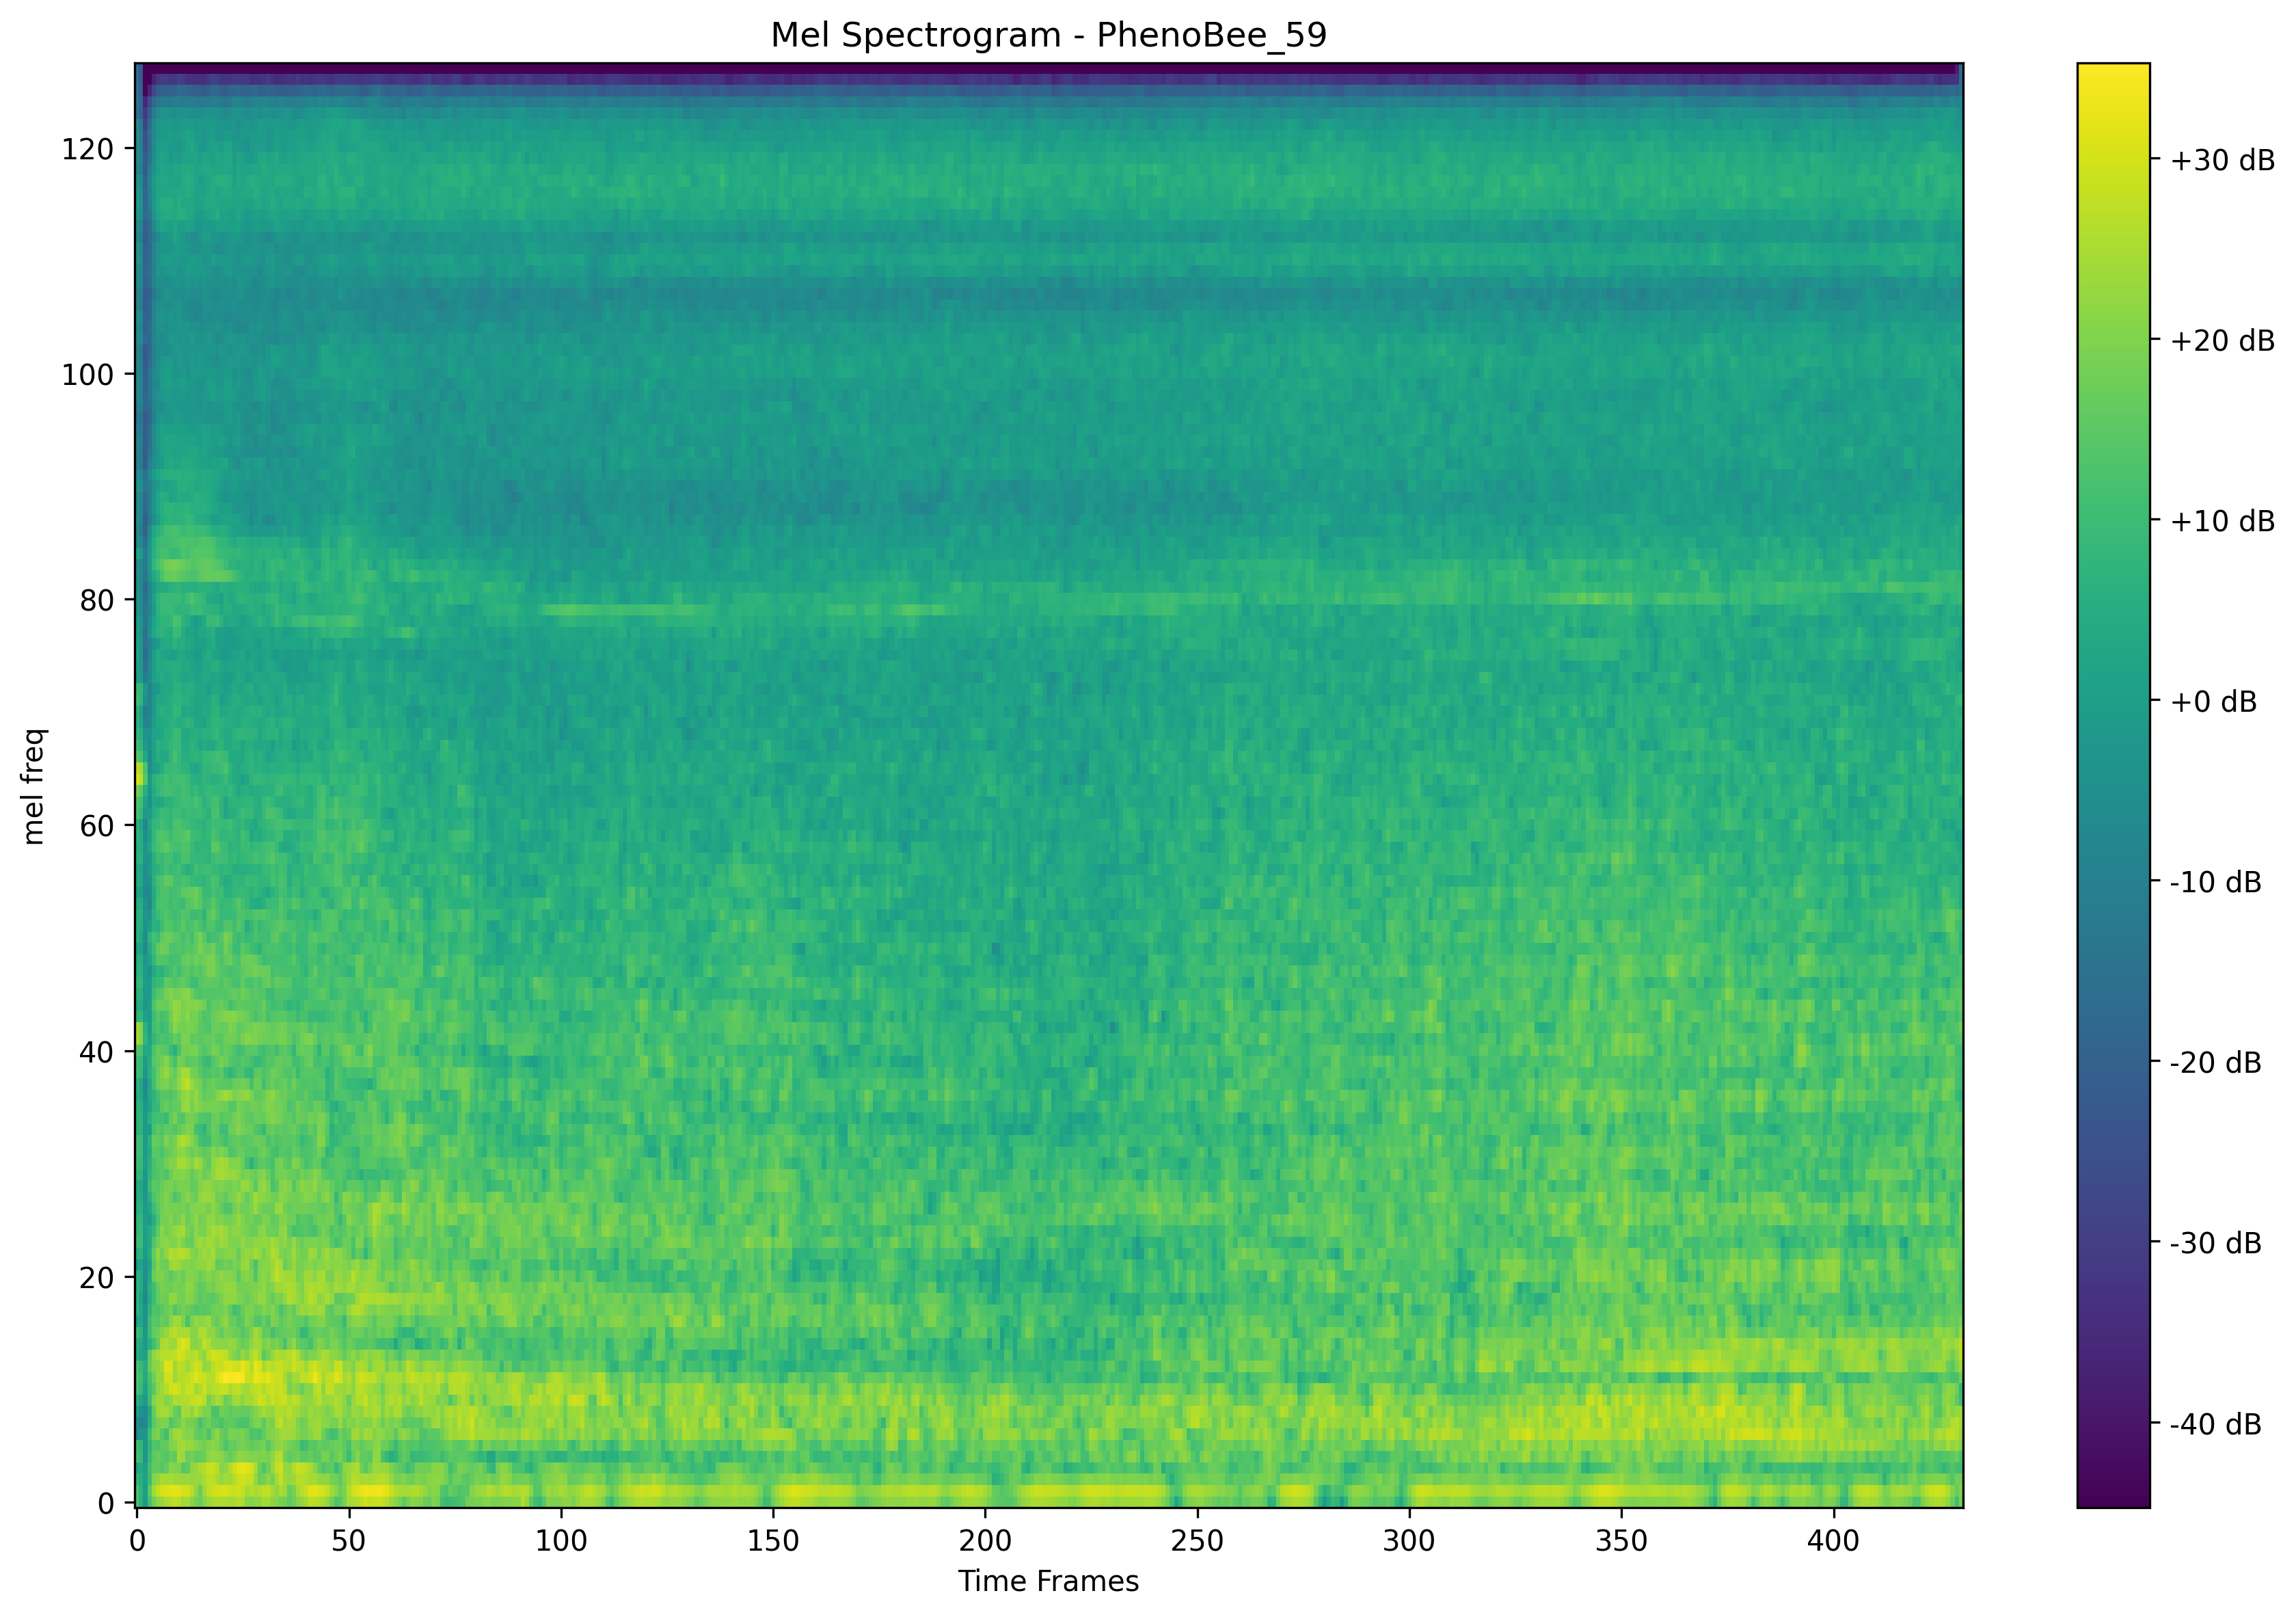 Mel Spectrogram - PhenoBee_59
mel freq
120
100
80
60
40
20
0
0 50 100 150 200 250 300 350 400
Time Frames
+30 dB
+20 dB
+10 dB
+0 dB
-10 dB
-20 dB
-30 dB
-40 dB